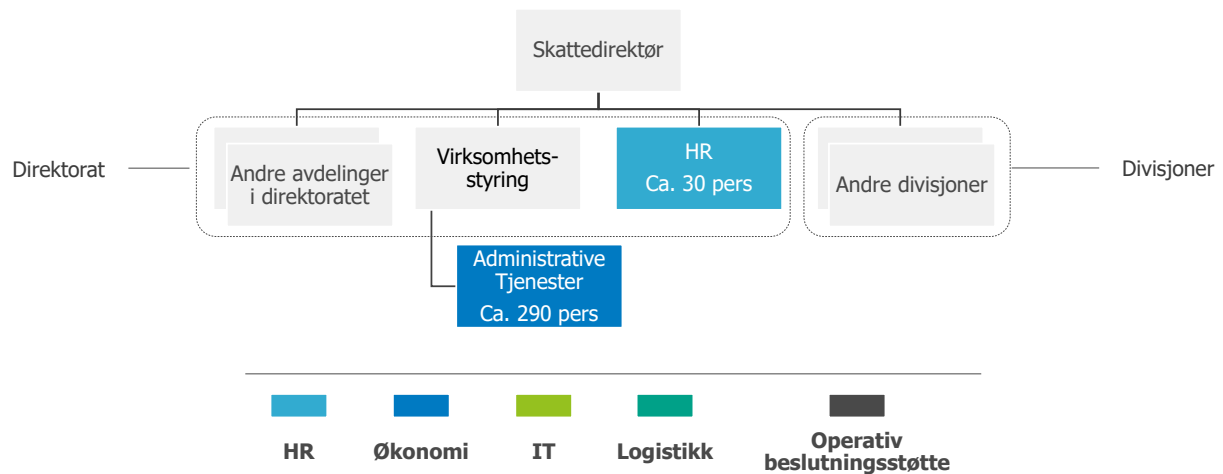 Skattedirektør
Direktorat
Andre avdelinger
i direktoratet
Virksomhets-
styring
HR
Ca. 30 pers
Andre divisjoner
Divisjoner
Administrative
Tjenester
Ca. 290 pers
HR
Økonomi
IT
Logistikk
Operativ
beslutningsstøtte